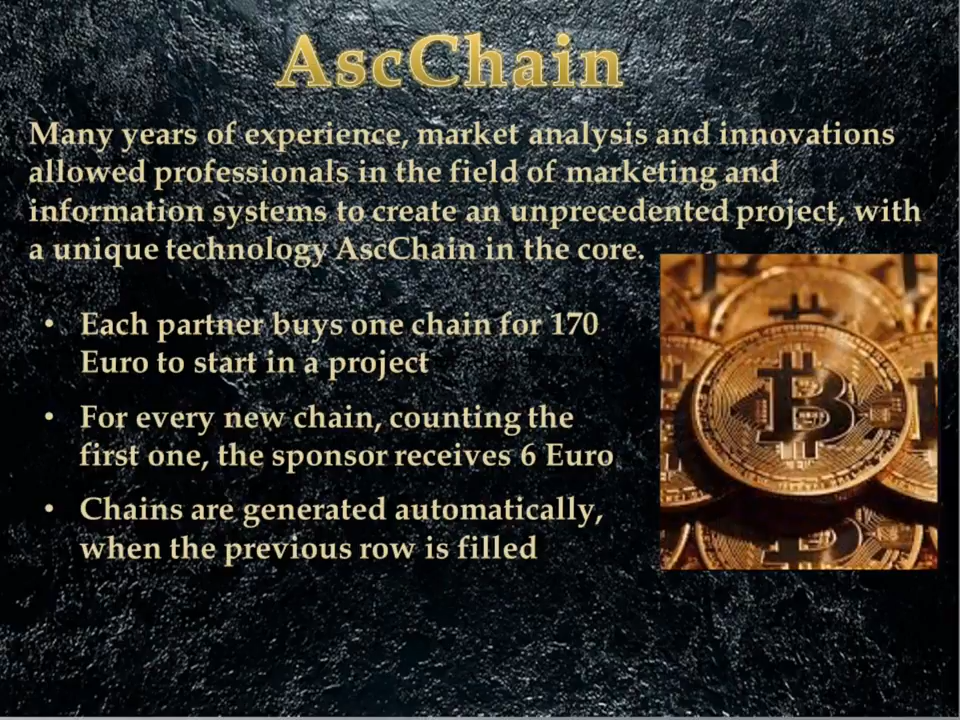 AscChain
Many years of experience, market analysis and innovations
allowed professionals in the field of marketing and
information systems to create an unprecedented project, with
a unique technology AscChain in the core.
• Each partner buys one chain for 170
Euro to start in a project
• For every new chain, counting the
first one, the sponsor receives 6 Euro
• Chains are generated automatically,
when the previous row is filled